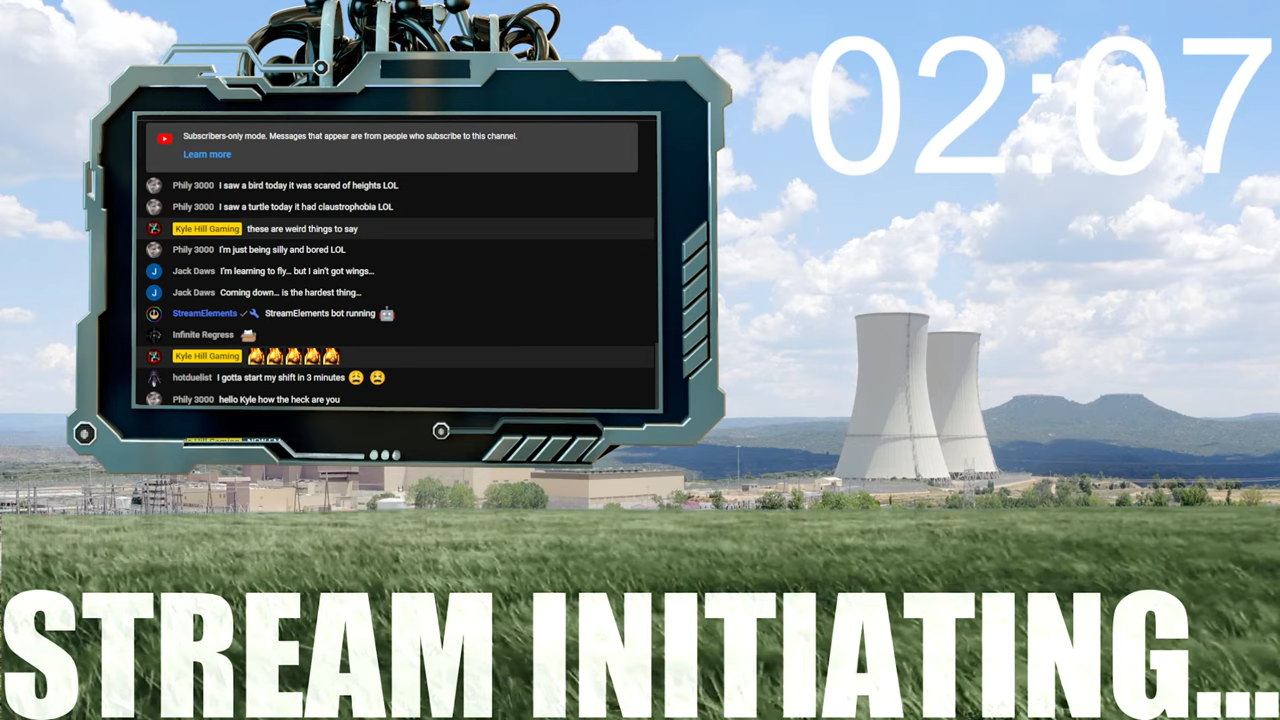 02:07
Subscribers-only mode. Messages that appear are from people who subscribe to this channel.
Learn more
Phily 3000 I saw a bird today it was scared of heights LOL
Phily 3000 I saw a turtle today it had claustrophobia LOL
Kyle Hill Gaming these are weird things to say
Phily 3000 I'm just being silly and bored LOL
J Jack Daws I'm learning to fly... but I ain't got wings...
J Jack Daws Coming down... is the hardest thing...
StreamElements StreamElements bot running
Infinite Regress
Kyle Hill Gaming
hotduelist I gotta start my shift in 3 minutes
Phily 3000 hello Kyle how the heck are you
STREAM INITIATING...